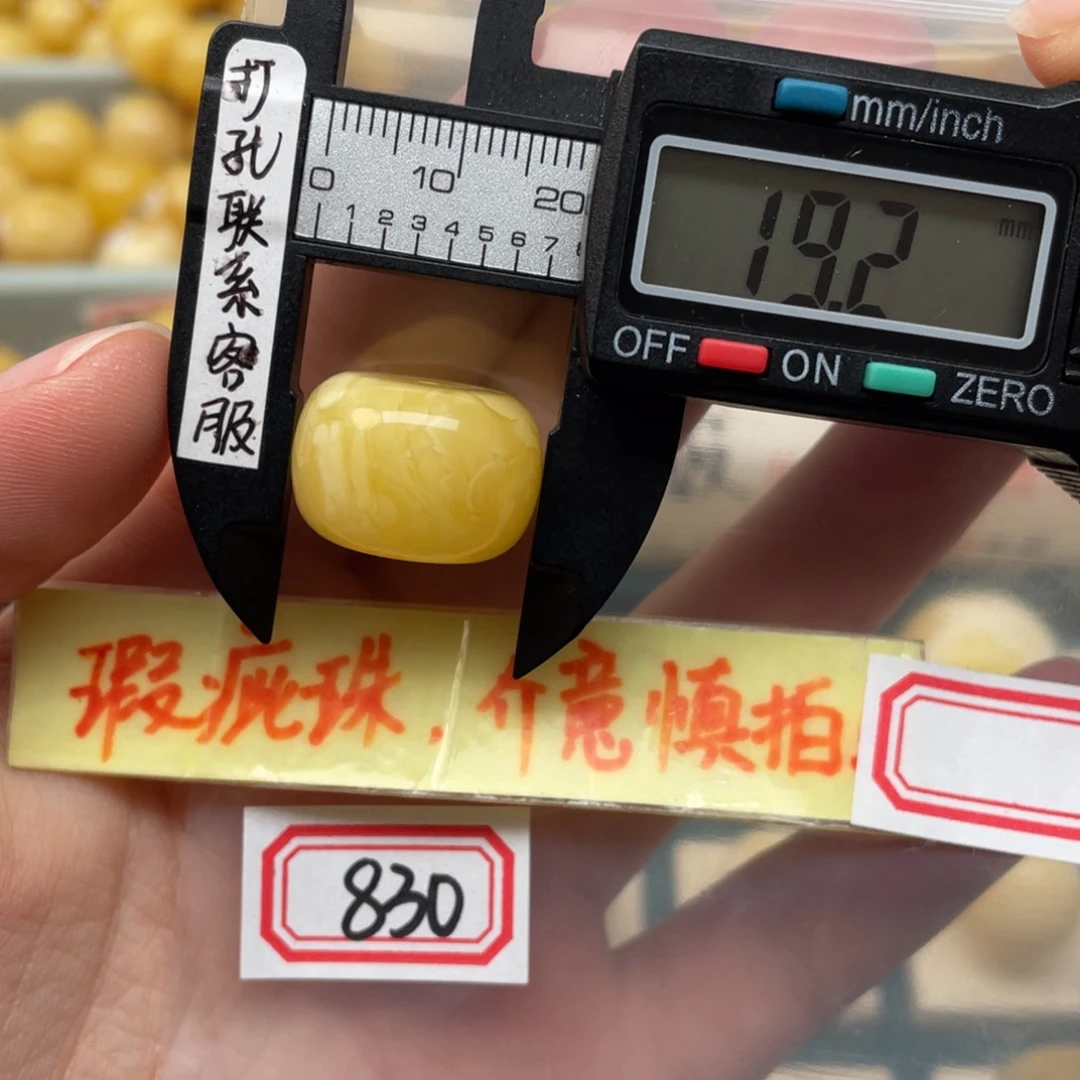 打孔联系客服
mm/inch
0 10 20
1 2 3 4 5 6 7
19.2 mm
OFF ON ZERO
瑕疵珠，介意慎拍
830